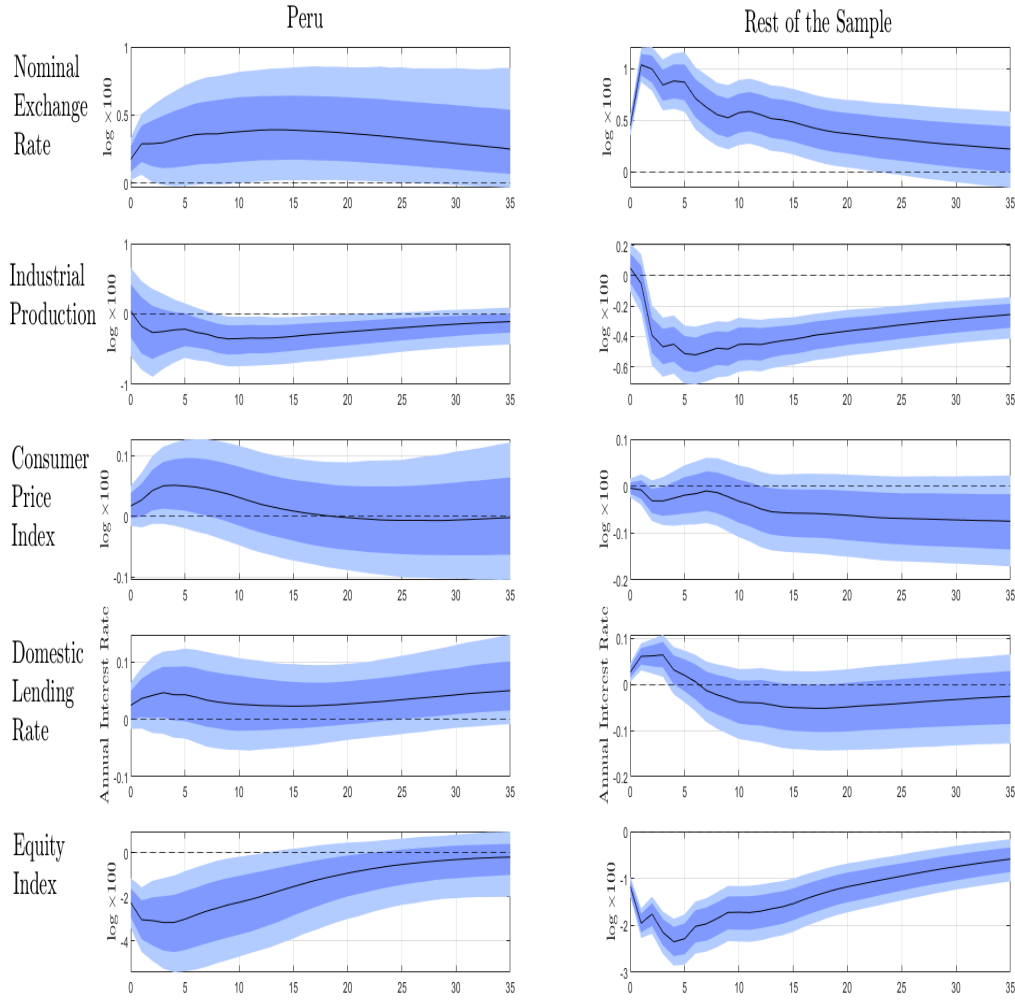 Peru
Rest of the Sample
Nominal
Exchange
Rate
log ×100
1
0.5
0
0 5 10 15 20 25 30 35
log ×100
1
0.5
0
0 5 10 15 20 25 30 35
Industrial
Production
log ×100
1
0
-1
0 5 10 15 20 25 30 35
log ×100
0.2
0
-0.2
-0.4
-0.6
0 5 10 15 20 25 30 35
Consumer
Price
Index
log ×100
0.1
0
-0.1
0 5 10 15 20 25 30 35
log ×100
0.1
0
-0.1
-0.2
0 5 10 15 20 25 30 35
Domestic
Lending
Rate
Annual Interest Rate
0.1
0
-0.1
0 5 10 15 20 25 30 35
Annual Interest Rate
0.1
0
-0.1
-0.2
0 5 10 15 20 25 30 35
Equity
Index
log ×100
0
-2
-4
0 5 10 15 20 25 30 35
log ×100
0
-1
-2
-3
0 5 10 15 20 25 30 35